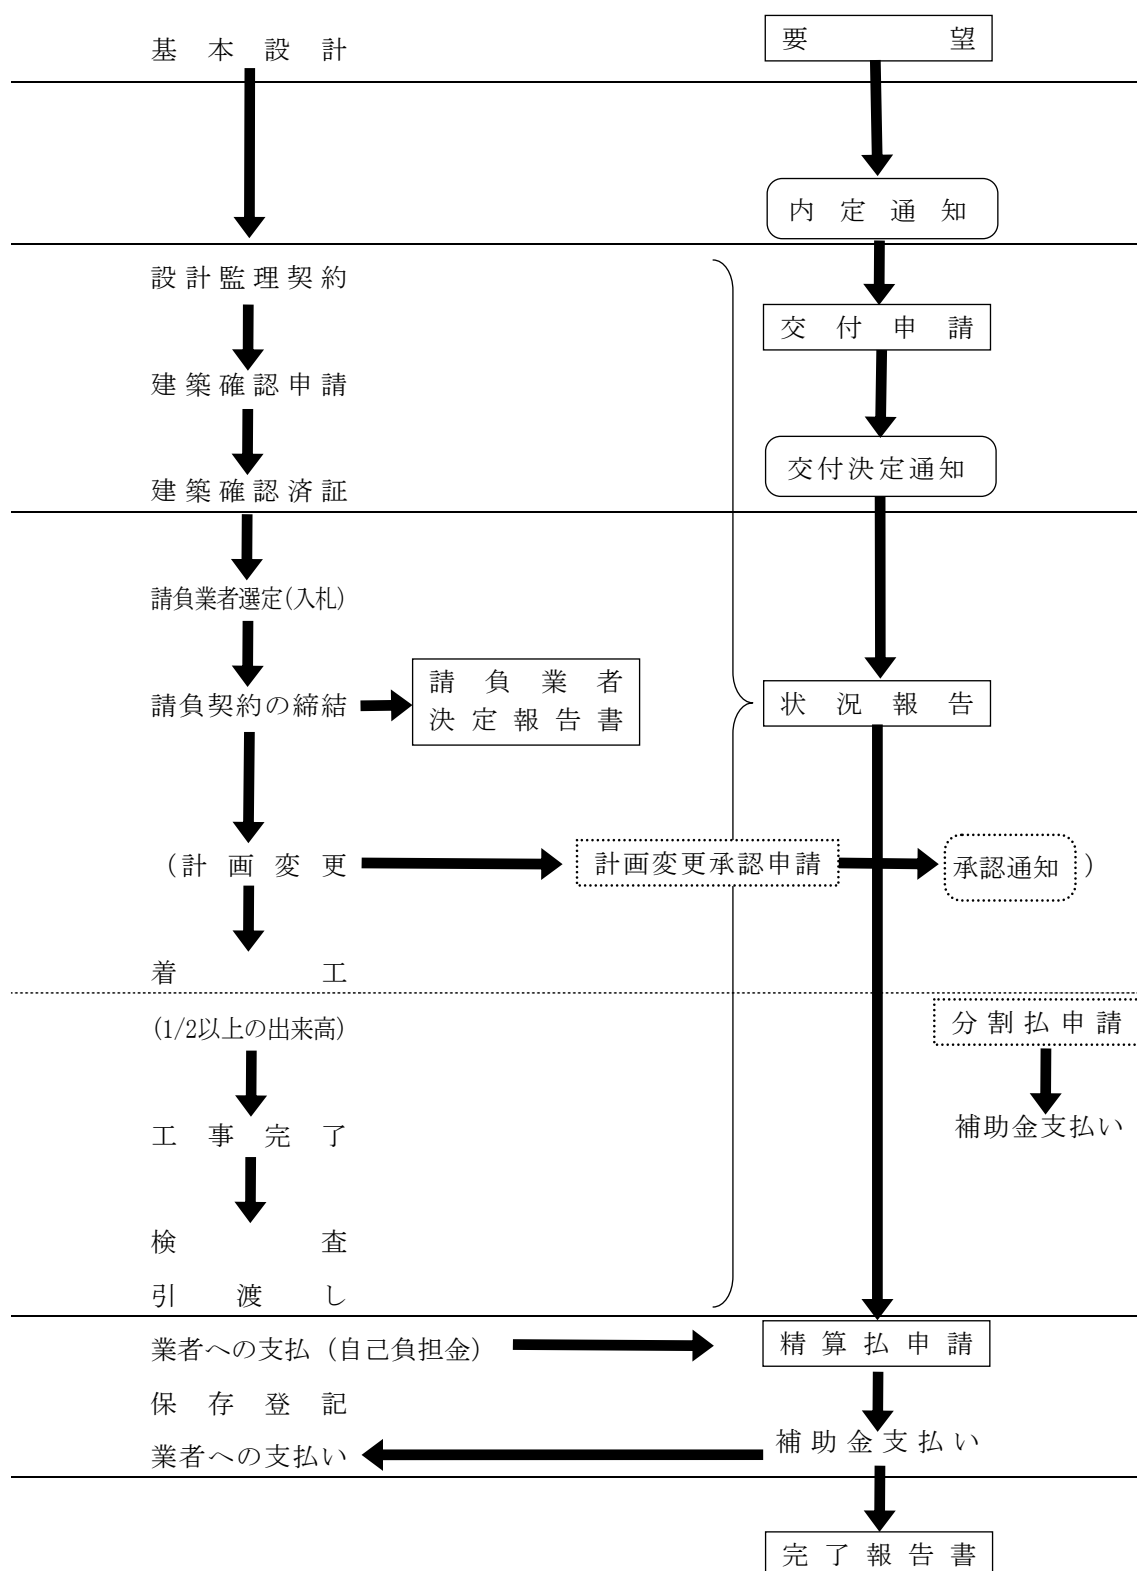 基本設計
要望
内定通知
設計監理契約
交付申請
建築確認申請
交付決定通知
建築確認済証
請負業者選定(入札)
請負契約の締結
請負業者
決定報告書
状況報告
(計画変更
計画変更承認申請
承認通知
)
着工
(1/2以上の出来高)
分割払申請
工事完了
補助金支払い
検査
引渡し
業者への支払(自己負担金)
精算払申請
保存登記
補助金支払い
業者への支払い
完了報告書